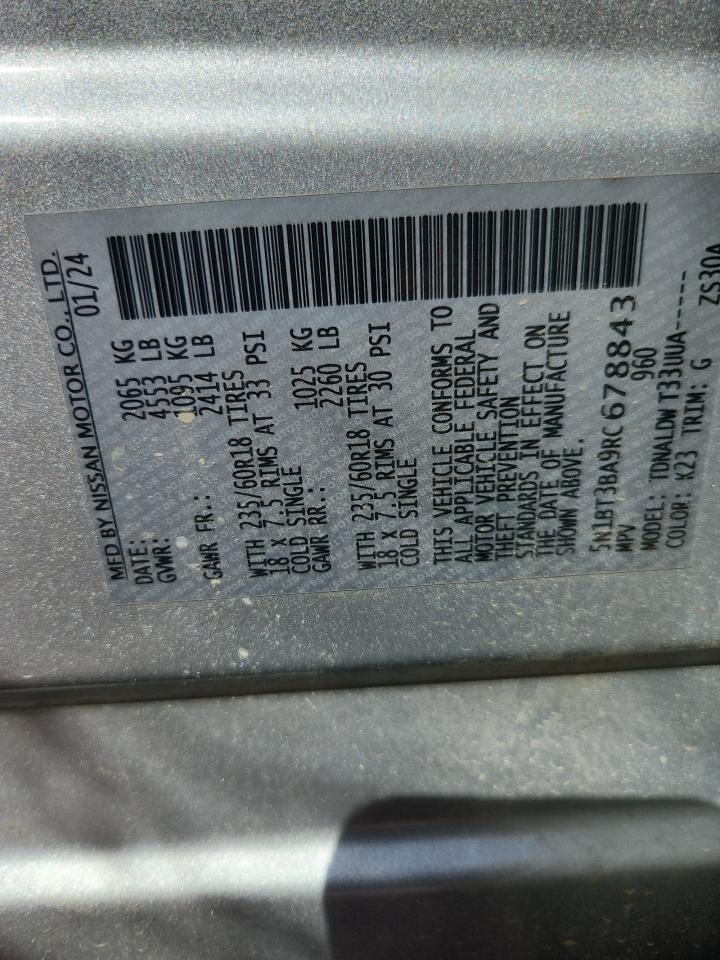 MFD BY NISSAN MOTOR CO., LTD.
DATE: 01/24
GVWR: 2065 KG
4553 LB
GAWR FR.: 1095 KG
2414 LB
WITH 235/60R18 TIRES
18 X 7.5 RIMS AT 33 PSI
COLD SINGLE
GAWR RR.: 1025 KG
2260 LB
WITH 235/60R18 TIRES
18 X 7.5 RIMS AT 30 PSI
COLD SINGLE
THIS VEHICLE CONFORMS TO
ALL APPLICABLE FEDERAL
MOTOR VEHICLE SAFETY AND
THEFT PREVENTION
STANDARDS IN EFFECT ON
THE DATE OF MANUFACTURE
SHOWN ABOVE.
5N1BT3BA9RC678843
MPV 960
MODEL: TDNALDW T33UUA-----
COLOR: K23 TRIM: G
ZS30A